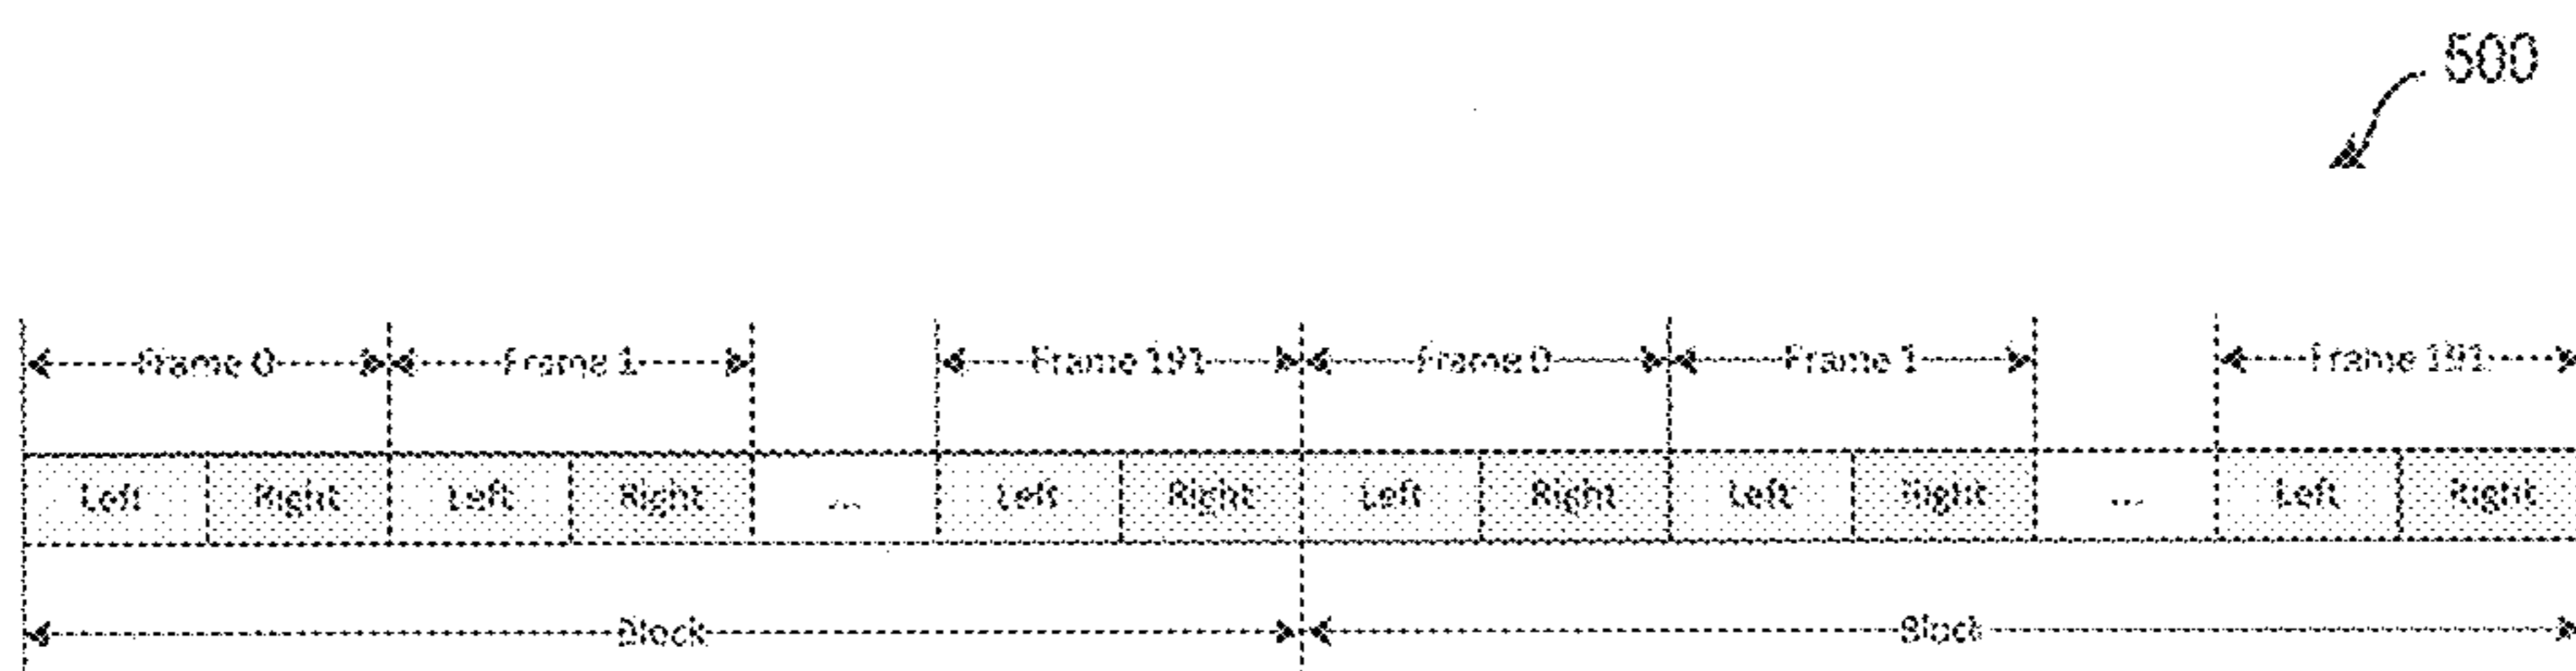 500
Frame 0 Frame 1 Frame 191 Frame 0 Frame 1 Frame 191
Left Right Left Right ... Left Right Left Right Left Right ... Left Right
Block Block